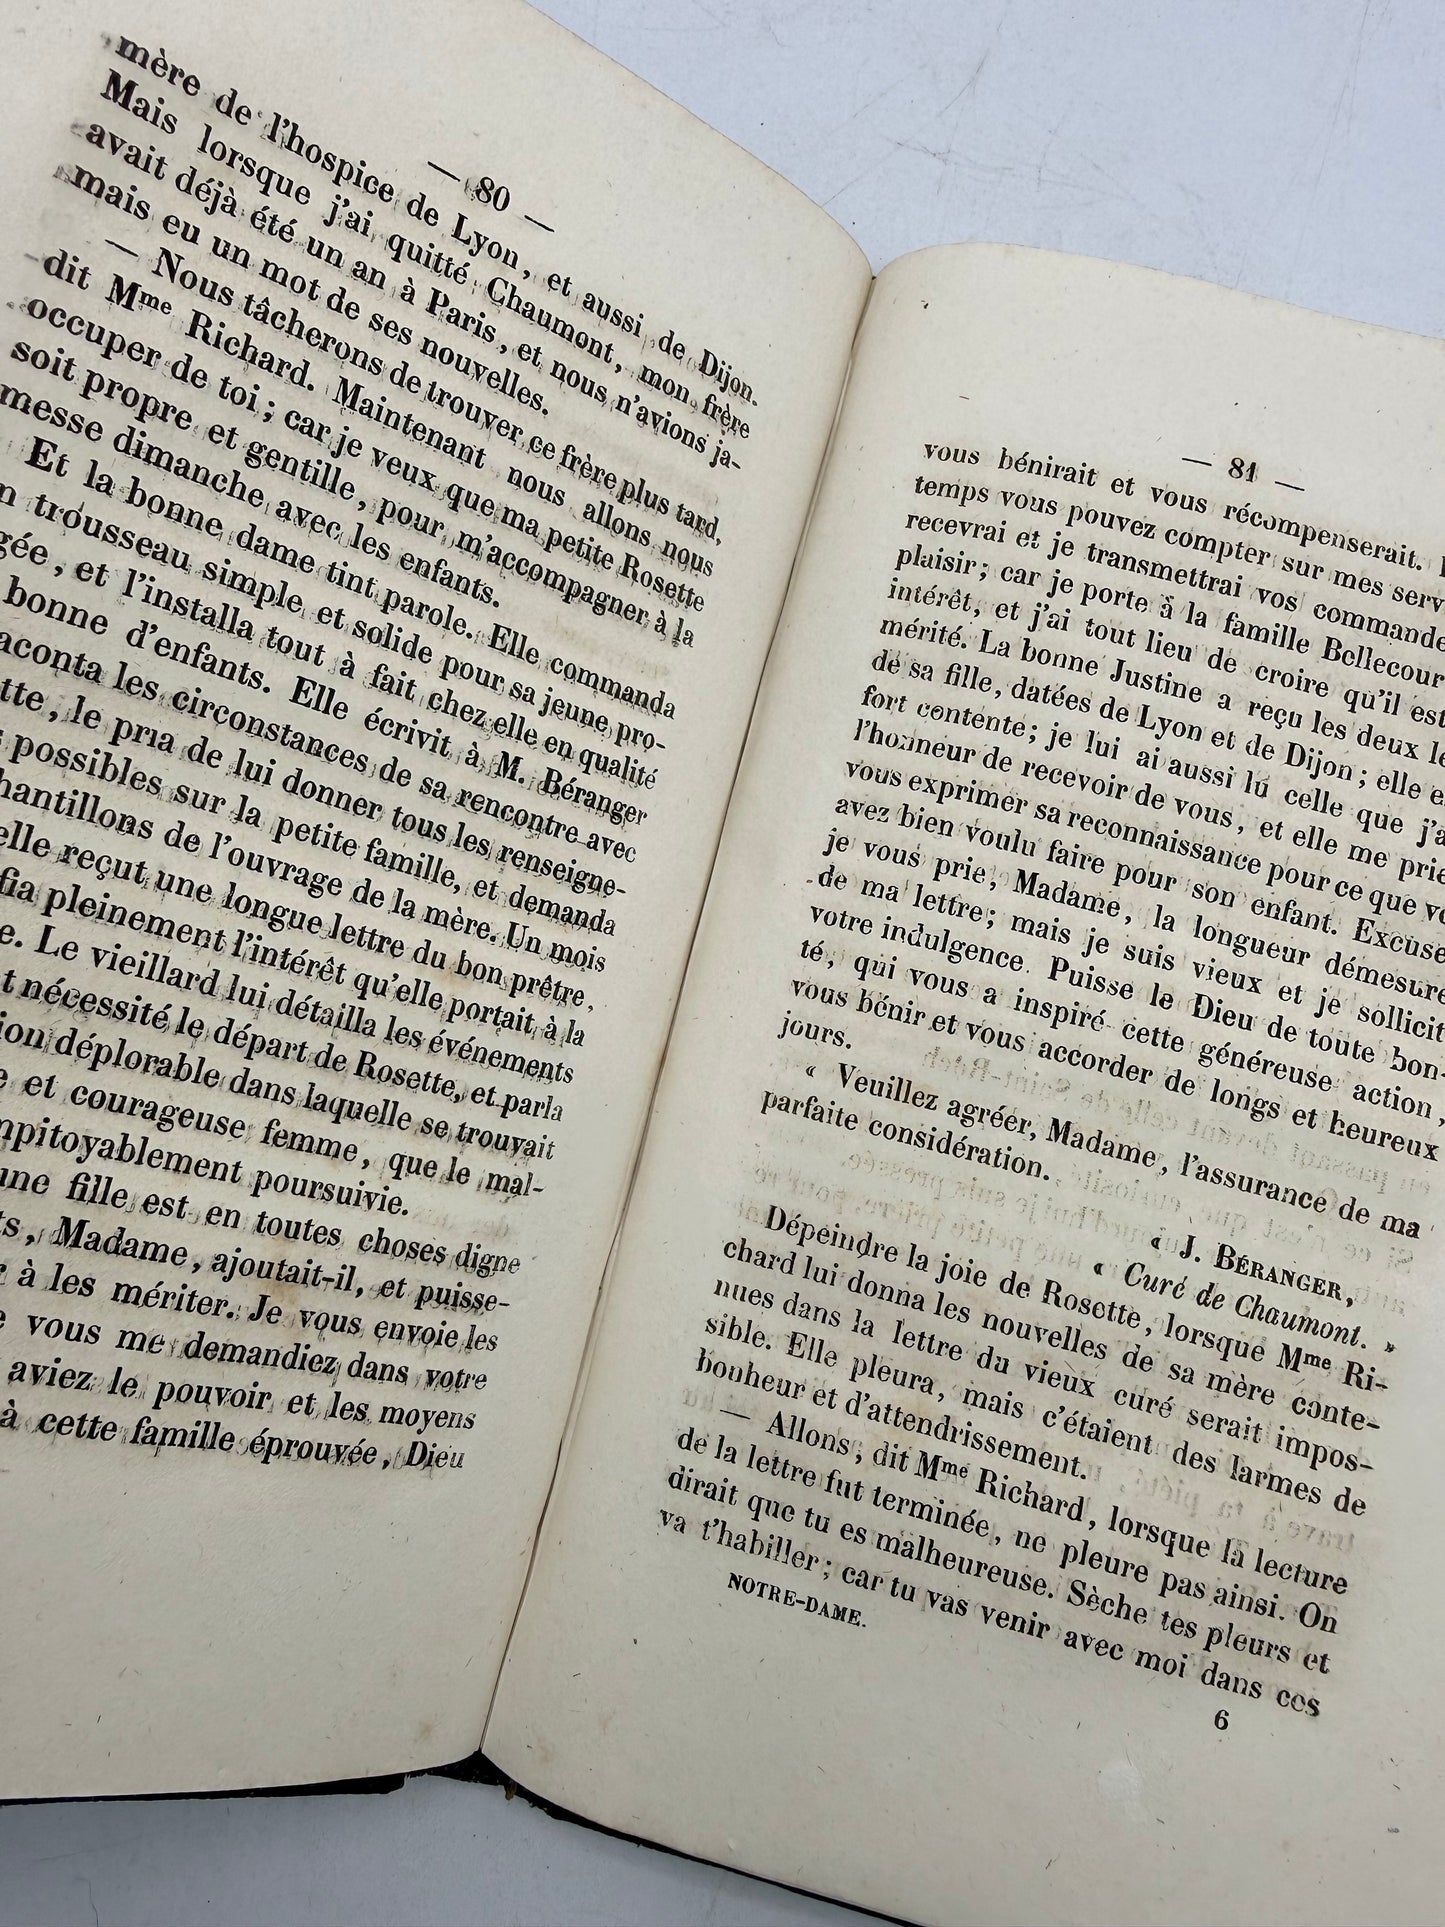 — 80 —
mère de l'hospice de Lyon, et aussi de Dijon.
Mais lorsque j'ai quitté Chaumont, mon frère
avait déjà été un an à Paris, et nous n'avions ja-
mais eu un mot de ses nouvelles.
— Nous tâcherons de trouver ce frère plus tard,
dit Mme Richard. Maintenant nous allons nous
occuper de toi; car je veux que ma petite Rosette
soit propre et gentille, pour m'accompagner à la
messe dimanche avec les enfants.
Et la bonne dame tint parole. Elle commanda
n trousseau simple et solide pour sa jeune pro-
gée, et l'installa tout à fait chez elle en qualité
bonne d'enfants. Elle écrivit à M. Béranger
aconta les circonstances de sa rencontre avec
tte, le pria de lui donner tous les renseigne-
possibles sur la petite famille, et demanda
hantillons de l'ouvrage de la mère. Un mois
elle reçut une longue lettre du bon prêtre,
fia pleinement l'intérêt qu'elle portait à la
e. Le vieillard lui détailla les événements
t nécessité le départ de Rosette, et parla
ion déplorable dans laquelle se trouvait
e et courageuse femme, que le mal-
mpitoyablement poursuivie.
une fille est en toutes choses digne
ts, Madame, ajoutait-il, et puisse-
r à les mériter. Je vous envoie les
e vous me demandiez dans votre
aviez le pouvoir et les moyens
à cette famille éprouvée, Dieu
— 81 —
vous bénirait et vous récompenserait.
temps vous pouvez compter sur mes serv
recevrai et je transmettrai vos commande
plaisir; car je porte à la famille Bellecour
intérêt, et j'ai tout lieu de croire qu'il est
mérité. La bonne Justine a reçu les deux le
de sa fille, datées de Lyon et de Dijon; elle e
fort contente; je lui ai aussi lu celle que j'a
l'honneur de recevoir de vous, et elle me prie
vous exprimer sa reconnaissance pour ce que vo
avez bien voulu faire pour son enfant. Excuse
je vous prie, Madame, la longueur démesuré
de ma lettre; mais je suis vieux et je sollicit
votre indulgence. Puisse le Dieu de toute bon-
té, qui vous a inspiré cette généreuse action,
vous bénir et vous accorder de longs et heureux
jours.
« Veuillez agréer, Madame, l'assurance de ma
parfaite considération.
« J. BÉRANGER,
« Curé de Chaumont. »
Dépeindre la joie de Rosette, lorsque Mme Ri-
chard lui donna les nouvelles de sa mère conte-
nues dans la lettre du vieux curé serait impos-
sible. Elle pleura, mais c'étaient des larmes de
bonheur et d'attendrissement.
— Allons, dit Mme Richard, lorsque la lecture
de la lettre fut terminée, ne pleure pas ainsi. On
dirait que tu es malheureuse. Sèche tes pleurs et
va t'habiller; car tu vas venir avec moi dans ces
NOTRE-DAME.
6